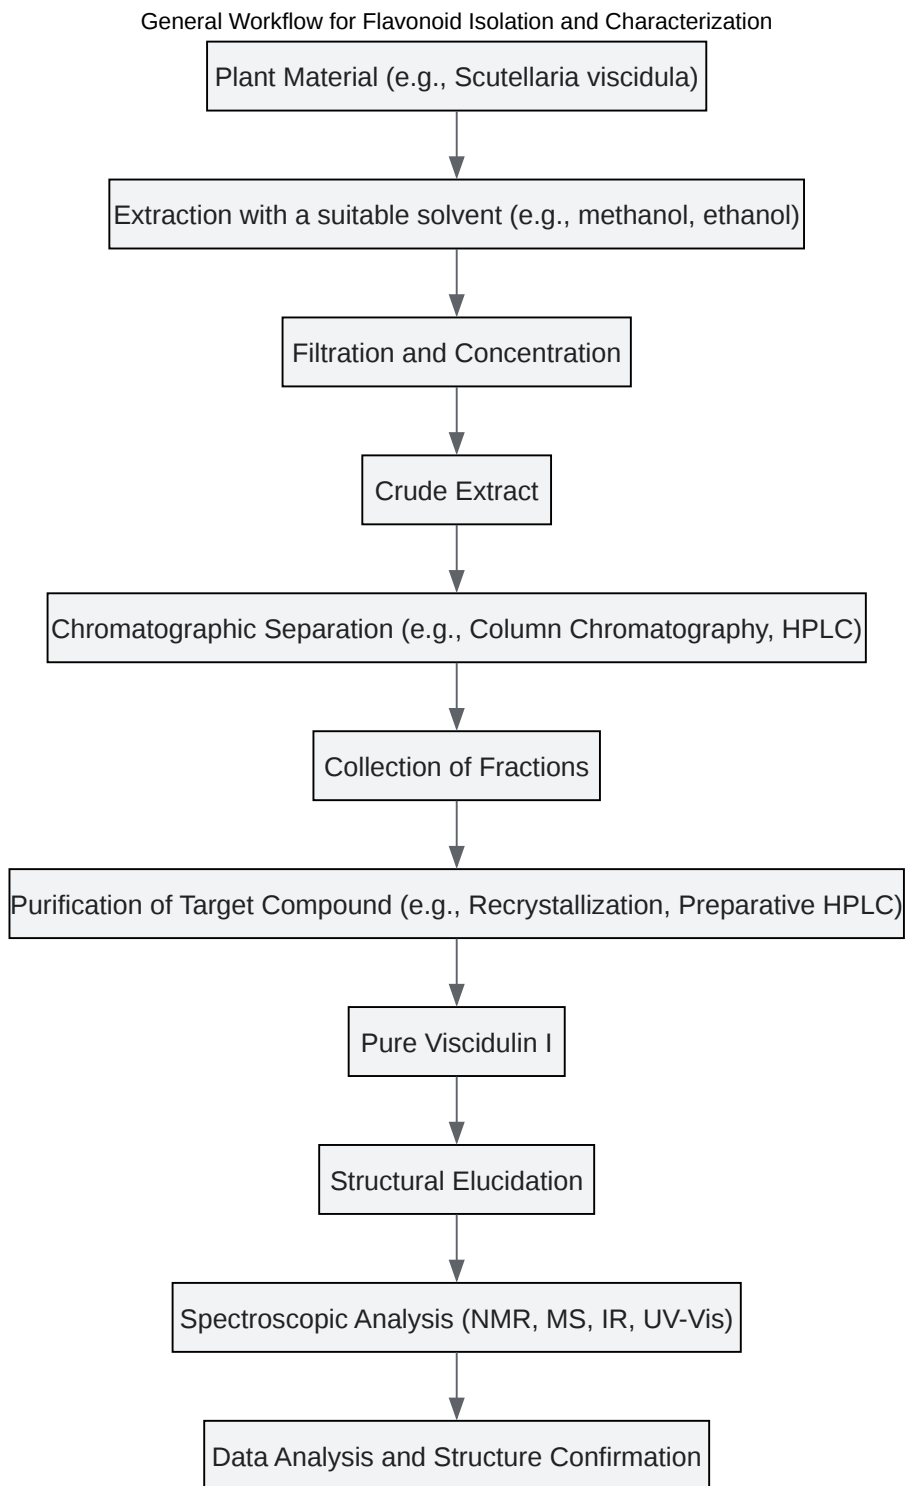 General Workflow for Flavonoid Isolation and Characterization
Plant Material (e.g., Scutellaria viscidula)
Extraction with a suitable solvent (e.g., methanol, ethanol)
Filtration and Concentration
Crude Extract
Chromatographic Separation (e.g., Column Chromatography, HPLC)
Collection of Fractions
Purification of Target Compound (e.g., Recrystallization, Preparative HPLC)
Pure Viscidulin I
Structural Elucidation
Spectroscopic Analysis (NMR, MS, IR, UV-Vis)
Data Analysis and Structure Confirmation